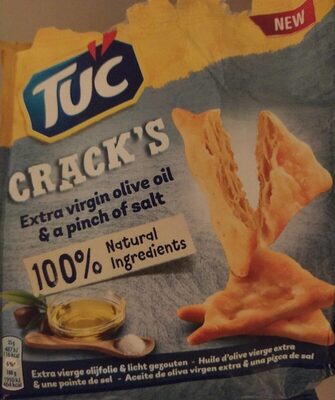 NEW
TUC
CRACK'S
Extra virgin olive oil
& a pinch of salt
100% Natural
Ingredients
Extra vierge olijfolie & licht gezouten - Huile d'olive vierge extra
& une pointe de sel - Aceite de oliva virgen extra & una pizca de sal